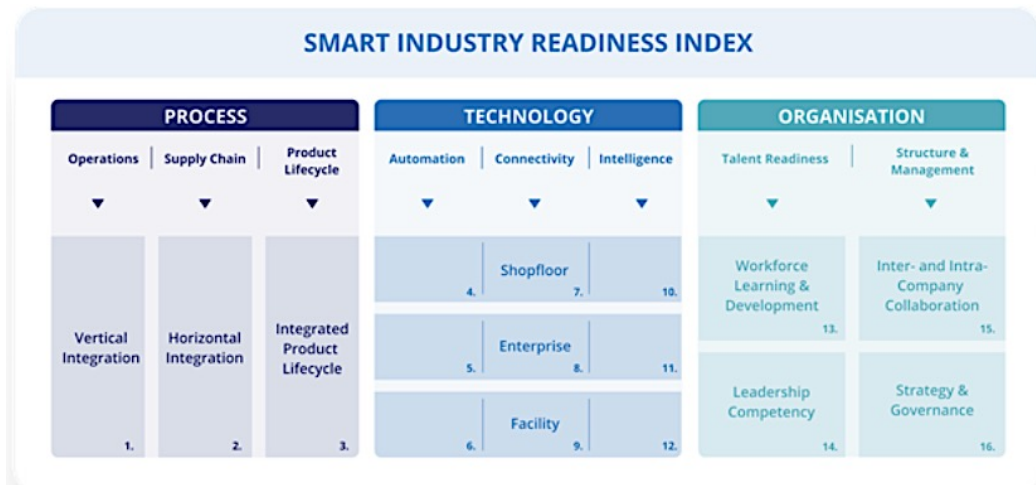 SMART INDUSTRY READINESS INDEX
PROCESS
Operations
Supply Chain
Product
Lifecycle
Vertical
Integration
1.
Horizontal
Integration
2.
Integrated
Product
Lifecycle
3.
TECHNOLOGY
Automation
Connectivity
Intelligence
Shopfloor
4.
7.
10.
Enterprise
5.
8.
11.
Facility
6.
9.
12.
ORGANISATION
Talent Readiness
Structure &
Management
Workforce
Learning &
Development
13.
Inter- and Intra-
Company
Collaboration
15.
Leadership
Competency
14.
Strategy &
Governance
16.